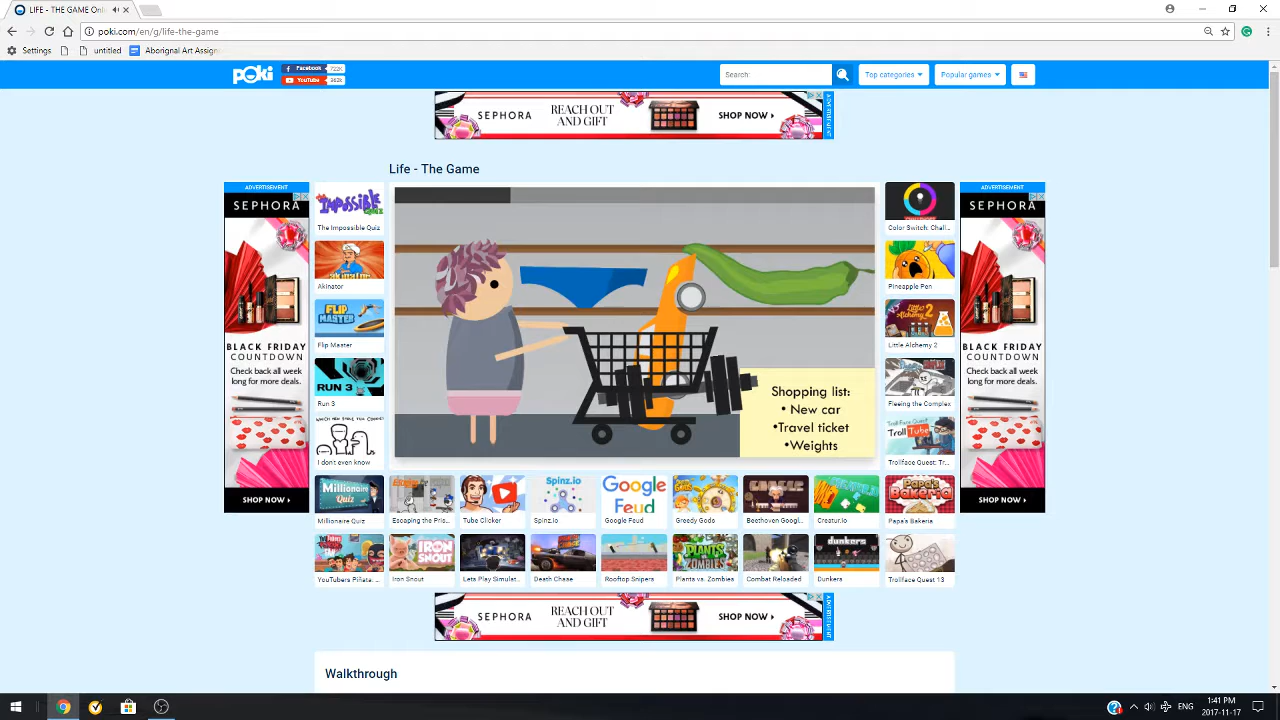 LIFE - THE GAME Onli
poki.com/en/g/life-the-game
Settings
untitled
Aborignal Art Assign
poki
Facebook 722K
YouTube 363K
Search:
Top categories
Popular games
SEPHORA
REACH OUT
AND GIFT
SHOP NOW
ADVERTISEMENT
Life - The Game
ADVERTISEMENT
SEPHORA
BLACK FRIDAY
COUNTDOWN
Check back all week
long for more deals.
SHOP NOW
The Impossible Quiz
Akinator
Flip Master
Run 3
I don't even know
Shopping list:
• New car
•Travel ticket
•Weights
Color Switch: Chall...
Pineapple Pen
Little Alchemy 2
Fleeing the Complex
Trollface Quest: Tr...
ADVERTISEMENT
SEPHORA
BLACK FRIDAY
COUNTDOWN
Check back all week
long for more deals.
SHOP NOW
Millionaire Quiz
Escaping the Pris...
Tube Clicker
Spinz.io
Google Feud
Greedy Gods
Beethoven Googl...
Creatur.io
Papa's Bakeria
YouTubers Piñata: ...
Iron Snout
Lets Play Simulat...
Death Chase
Rooftop Snipers
Plants vs. Zombies
Combat Reloaded
Dunkers
Trollface Quest 13
SEPHORA
REACH OUT
AND GIFT
SHOP NOW
ADVERTISEMENT
Walkthrough
ENG
1:41 PM
2017-11-17